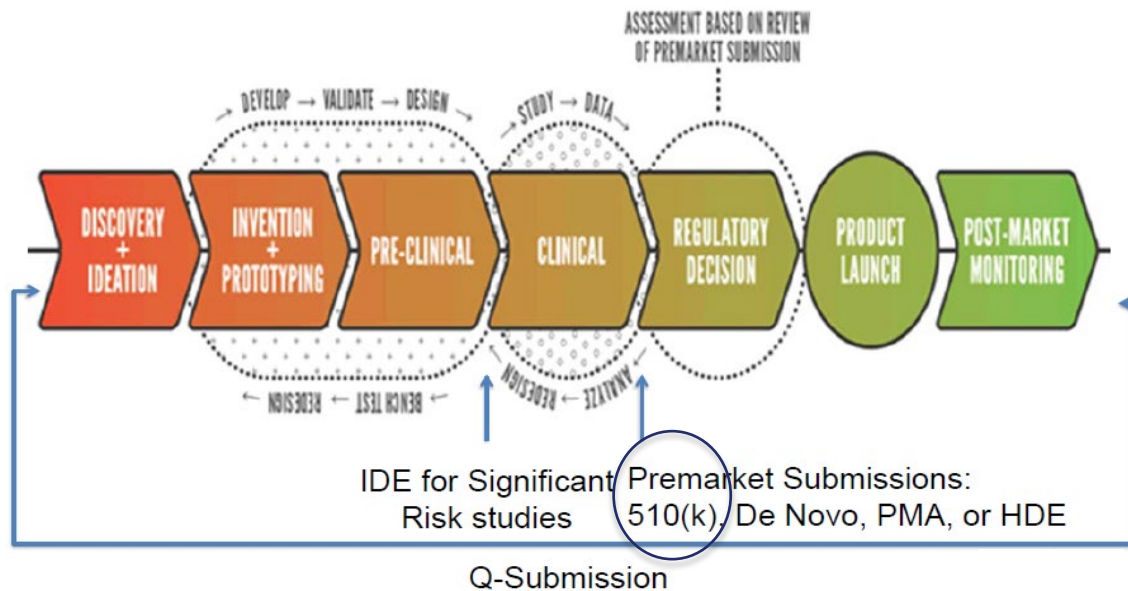 ASSESSMENT BASED ON REVIEW
OF PREMARKET SUBMISSION
→ DEVELOP → VALIDATE → DESIGN →
→ STUDY → DATA →
DISCOVERY
+
IDEATION
INVENTION
+
PROTOTYPING
PRE-CLINICAL
CLINICAL
REGULATORY
DECISION
PRODUCT
LAUNCH
POST-MARKET
MONITORING
← BENCH TEST ← REDESIGN ←
← ANALYZE ← REDESIGN ←
IDE for Significant
Risk studies
Premarket Submissions:
510(k), De Novo, PMA, or HDE
Q-Submission